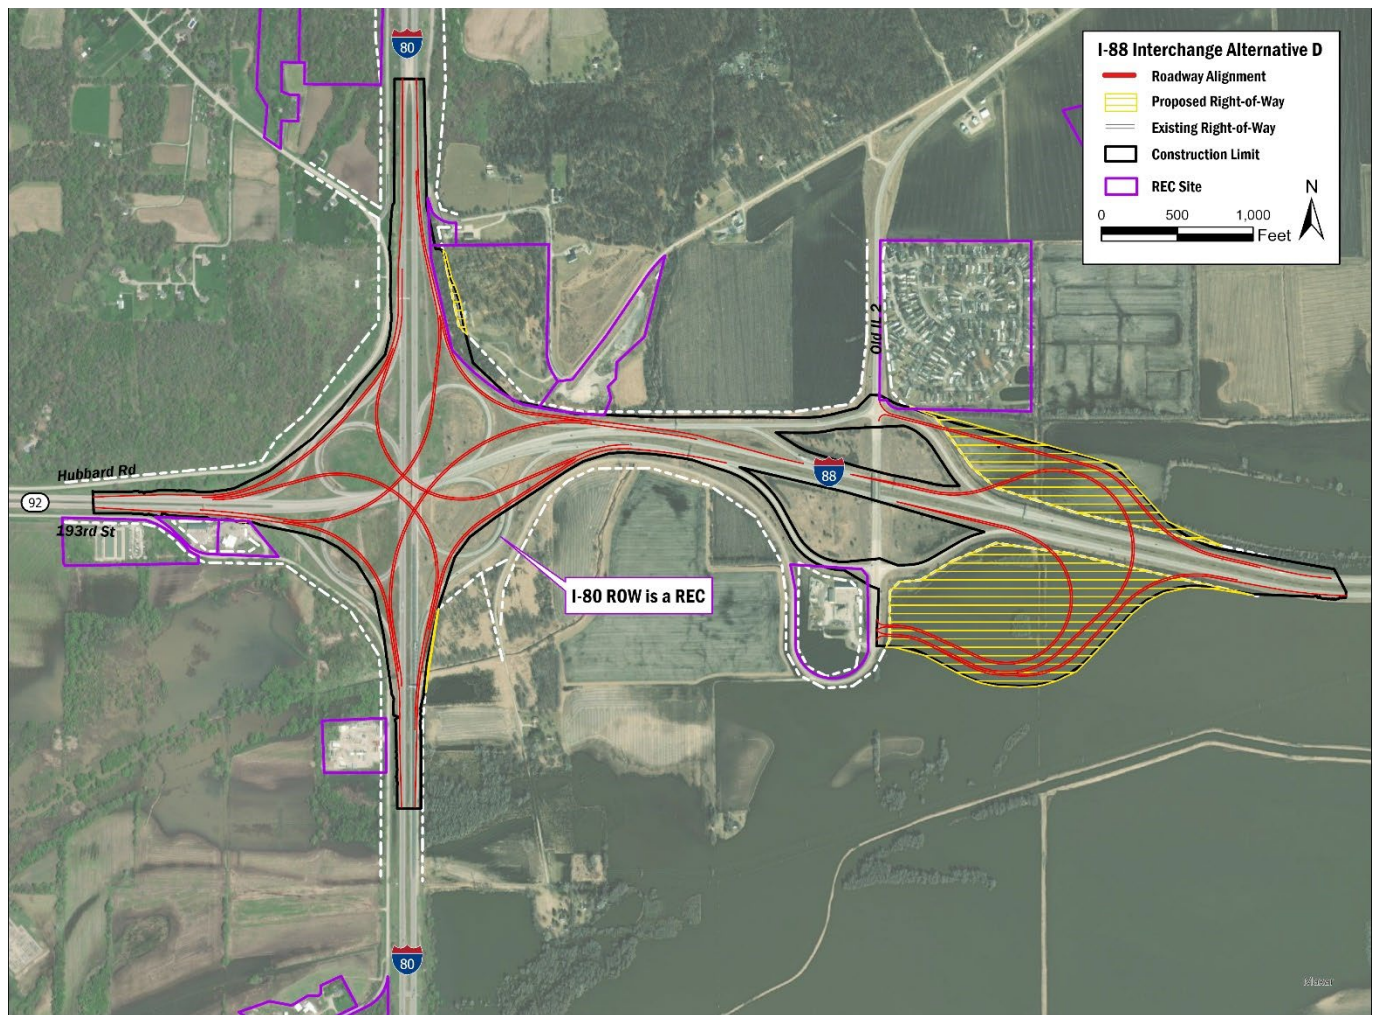 80
I-88 Interchange Alternative D
Roadway Alignment
Proposed Right-of-Way
Existing Right-of-Way
Construction Limit
REC Site
N
0 500 1,000
Feet
Old IL 2
Hubbard Rd
92
88
193rd St
I-80 ROW is a REC
80